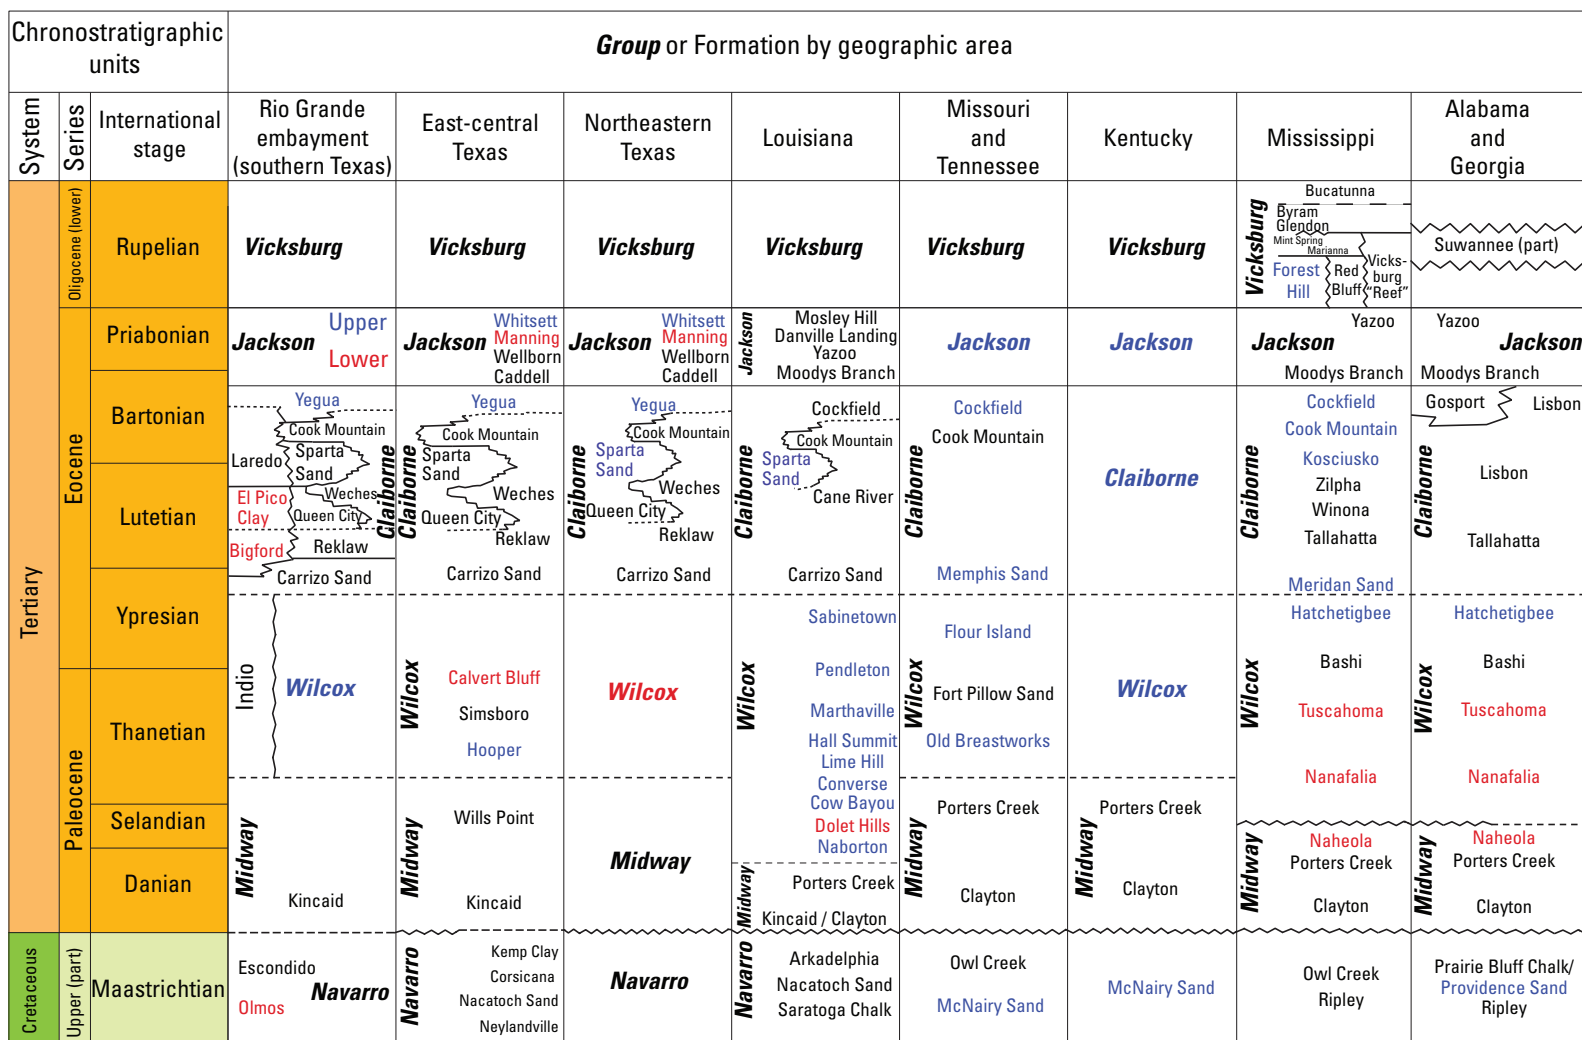 Chronostratigraphic
units
Group or Formation by geographic area
System
Series
International
stage
Rio Grande
embayment
(southern Texas)
East-central
Texas
Northeastern
Texas
Louisiana
Missouri
and
Tennessee
Kentucky
Mississippi
Alabama
and
Georgia
Tertiary
Oligocene (lower)
Rupelian
Vicksburg
Vicksburg
Vicksburg
Vicksburg
Vicksburg
Vicksburg
Vicksburg
Bucatunna
Byram
Glendon
Mint Spring
Marianna
Forest
Hill
Red
Bluff
Vicks-
burg
"Reef"
Suwannee (part)
Eocene
Priabonian
Jackson
Upper
Lower
Jackson
Whitsett
Manning
Wellborn
Caddell
Jackson
Whitsett
Manning
Wellborn
Caddell
Jackson
Mosley Hill
Danville Landing
Yazoo
Moodys Branch
Jackson
Jackson
Jackson
Yazoo
Moodys Branch
Yazoo
Jackson
Moodys Branch
Bartonian
Lutetian
Ypresian
Yegua
Cook Mountain
Laredo
Sparta
Sand
El Pico
Clay
Weches
Queen City
Bigford
Reklaw
Carrizo Sand
Claiborne
Claiborne
Yegua
Cook Mountain
Sparta
Sand
Weches
Queen City
Reklaw
Carrizo Sand
Claiborne
Yegua
Cook Mountain
Sparta
Sand
Weches
Queen City
Reklaw
Carrizo Sand
Claiborne
Cockfield
Cook Mountain
Sparta
Sand
Cane River
Carrizo Sand
Claiborne
Cockfield
Cook Mountain
Memphis Sand
Claiborne
Claiborne
Cockfield
Cook Mountain
Kosciusko
Zilpha
Winona
Tallahatta
Meridan Sand
Claiborne
Gosport
Lisbon
Lisbon
Tallahatta
Paleocene
Thanetian
Selandian
Danian
Indio
Wilcox
Wilcox
Calvert Bluff
Simsboro
Hooper
Wilcox
Wilcox
Sabinetown
Pendleton
Marthaville
Hall Summit
Lime Hill
Converse
Cow Bayou
Dolet Hills
Naborton
Wilcox
Flour Island
Fort Pillow Sand
Old Breastworks
Wilcox
Wilcox
Hatchetigbee
Bashi
Tuscahoma
Nanafalia
Wilcox
Hatchetigbee
Bashi
Tuscahoma
Nanafalia
Midway
Kincaid
Midway
Wills Point
Kincaid
Midway
Midway
Porters Creek
Kincaid / Clayton
Midway
Porters Creek
Clayton
Midway
Porters Creek
Clayton
Midway
Naheola
Porters Creek
Clayton
Midway
Naheola
Porters Creek
Clayton
Cretaceous
Upper (part)
Maastrichtian
Escondido
Navarro
Olmos
Navarro
Kemp Clay
Corsicana
Nacatoch Sand
Neylandville
Navarro
Navarro
Arkadelphia
Nacatoch Sand
Saratoga Chalk
Owl Creek
McNairy Sand
McNairy Sand
Owl Creek
Ripley
Prairie Bluff Chalk/
Providence Sand
Ripley